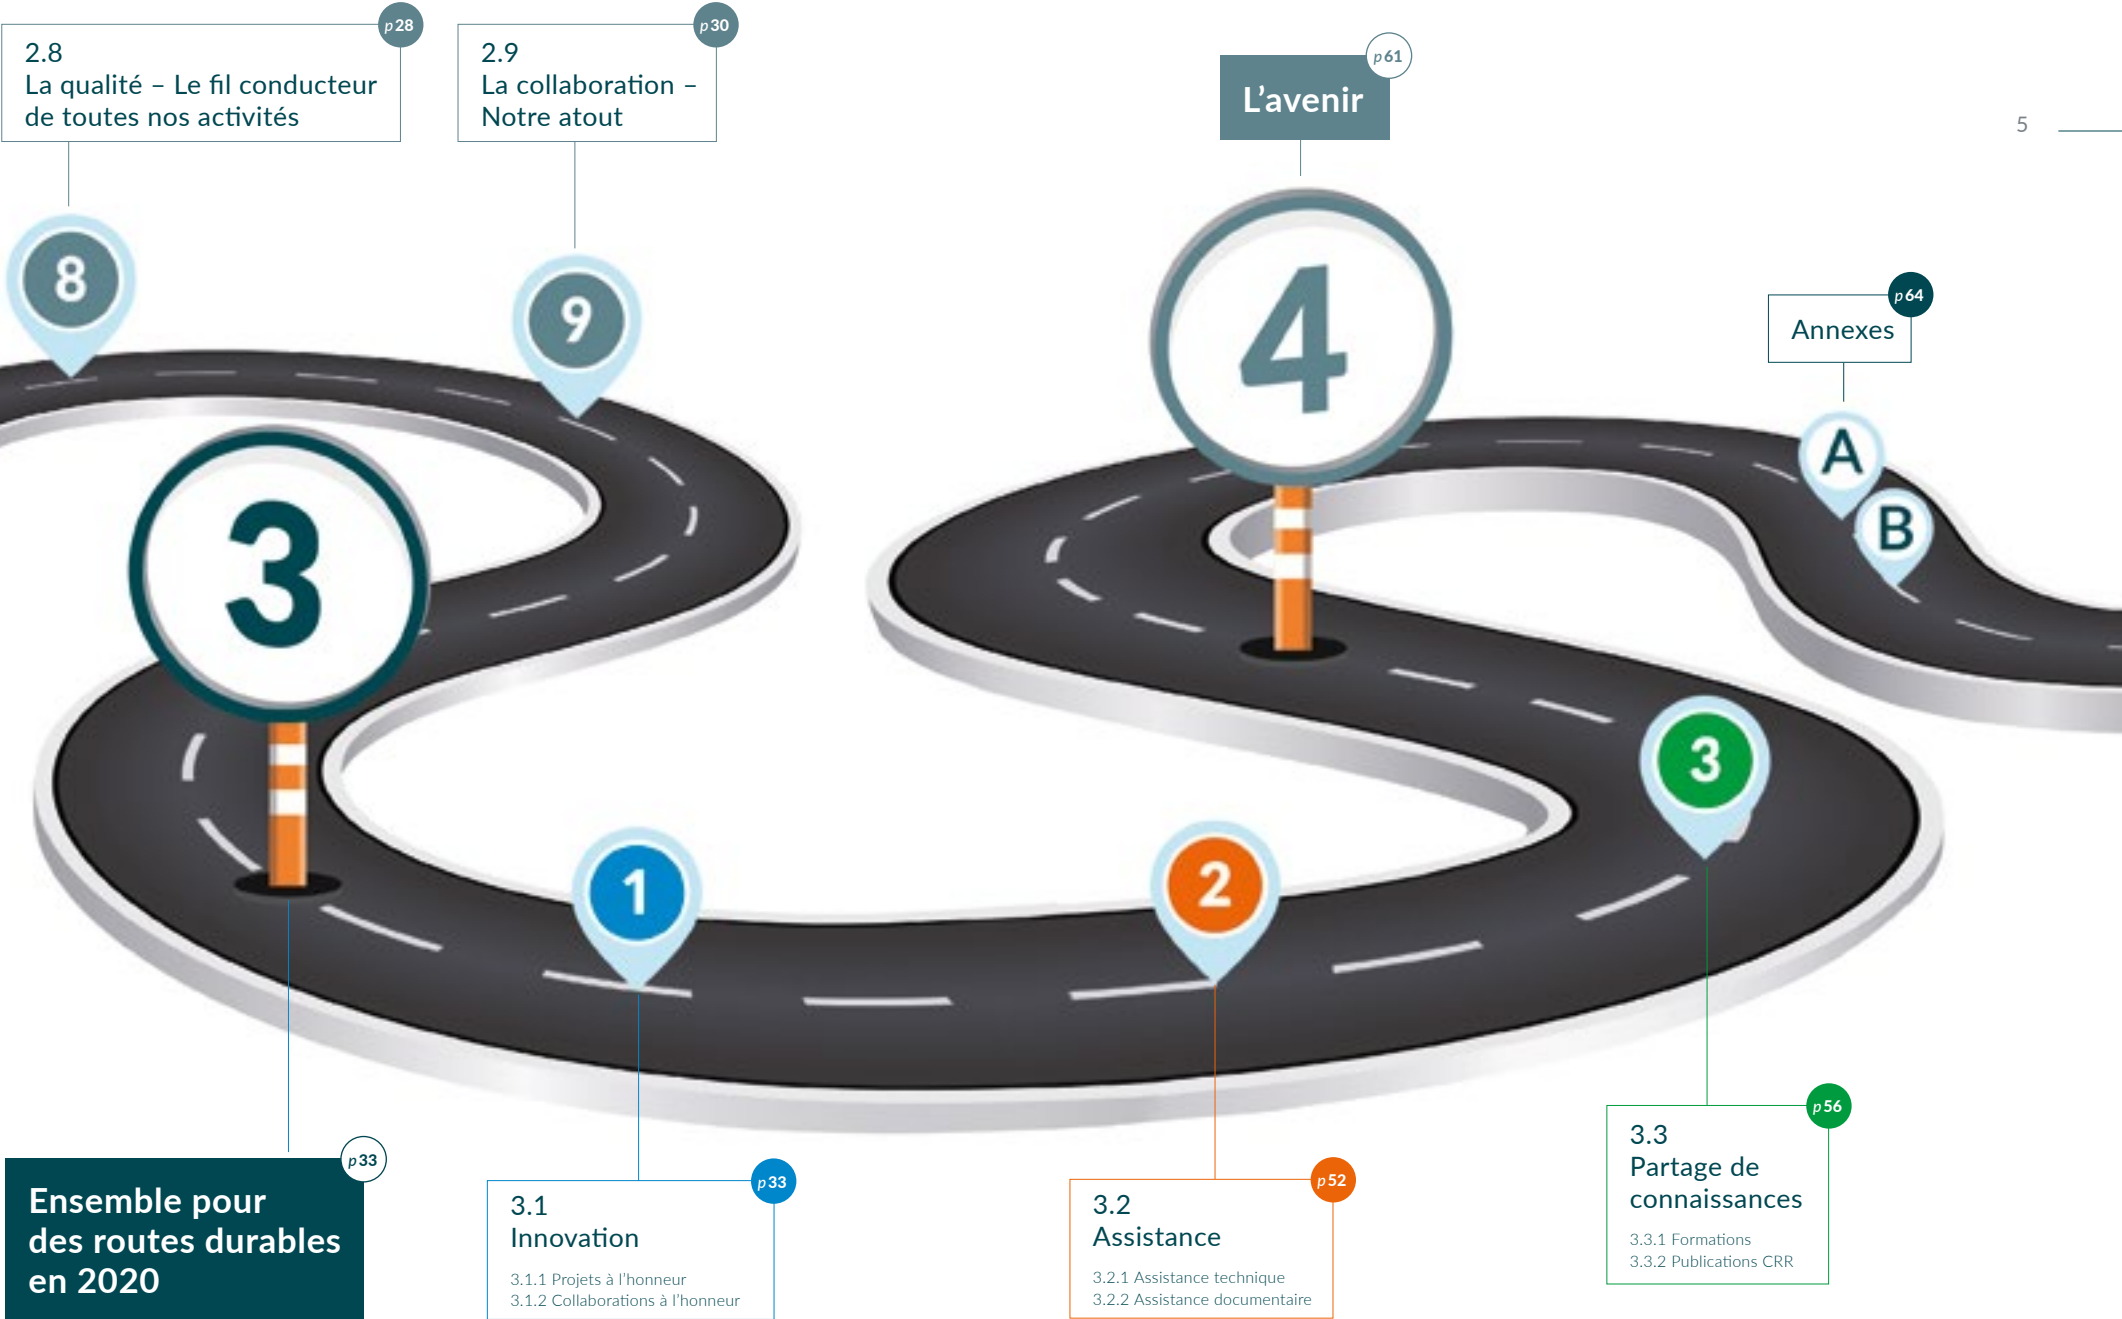 p28
2.8
La qualité – Le fil conducteur
de toutes nos activités
p30
2.9
La collaboration –
Notre atout
p61
L’avenir
5
8
9
4
p64
Annexes
A
B
3
3
1
2
p33
Ensemble pour
des routes durables
en 2020
p33
3.1
Innovation
3.1.1 Projets à l’honneur
3.1.2 Collaborations à l’honneur
p52
3.2
Assistance
3.2.1 Assistance technique
3.2.2 Assistance documentaire
p56
3.3
Partage de
connaissances
3.3.1 Formations
3.3.2 Publications CRR